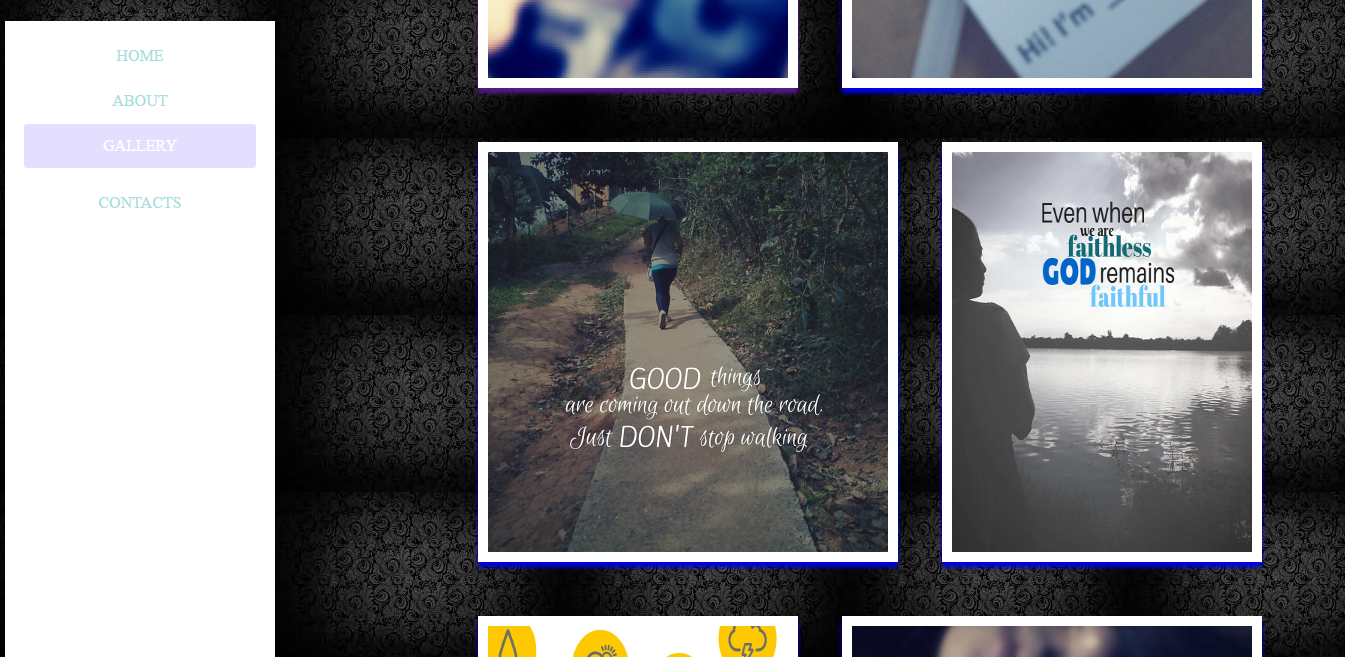 HOME
ABOUT
GALLERY
CONTACTS
Hi! I'm
GOOD things
are coming out down the road.
Just DON'T stop walking
Even when
we are
faithless
GOD remains
faithful